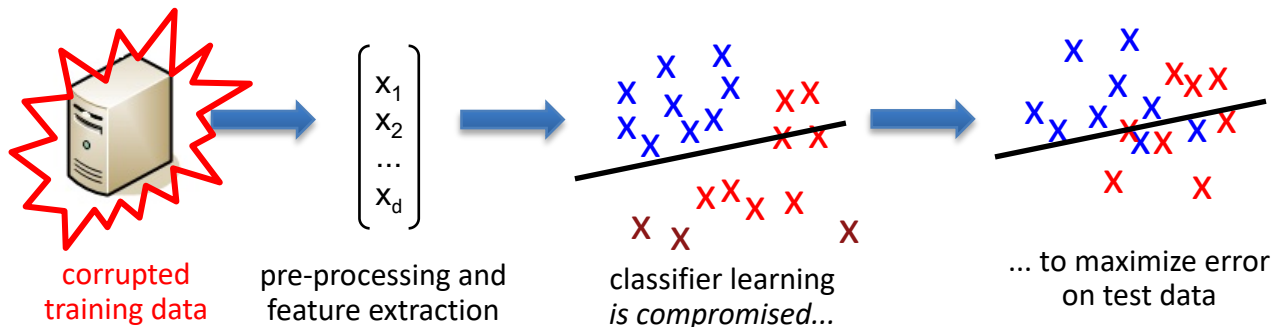 x1
x2
...
xd
corrupted
training data
pre-processing and
feature extraction
classifier learning
is compromised...
... to maximize error
on test data